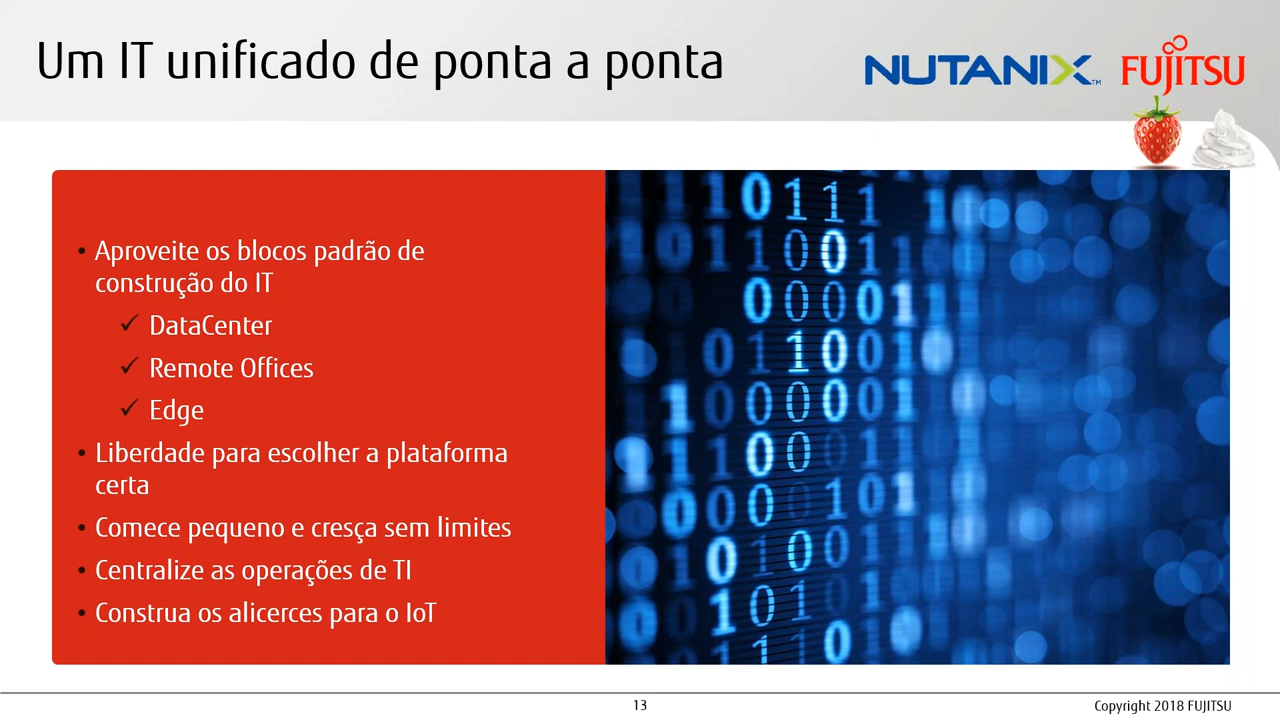 Um IT unificado de ponta a ponta
NUTANIX™
FUJITSU
• Aproveite os blocos padrão de
construção do IT
✓ DataCenter
✓ Remote Offices
✓ Edge
• Liberdade para escolher a plataforma
certa
• Comece pequeno e cresça sem limites
• Centralize as operações de TI
• Construa os alicerces para o IoT
13
Copyright 2018 FUJITSU